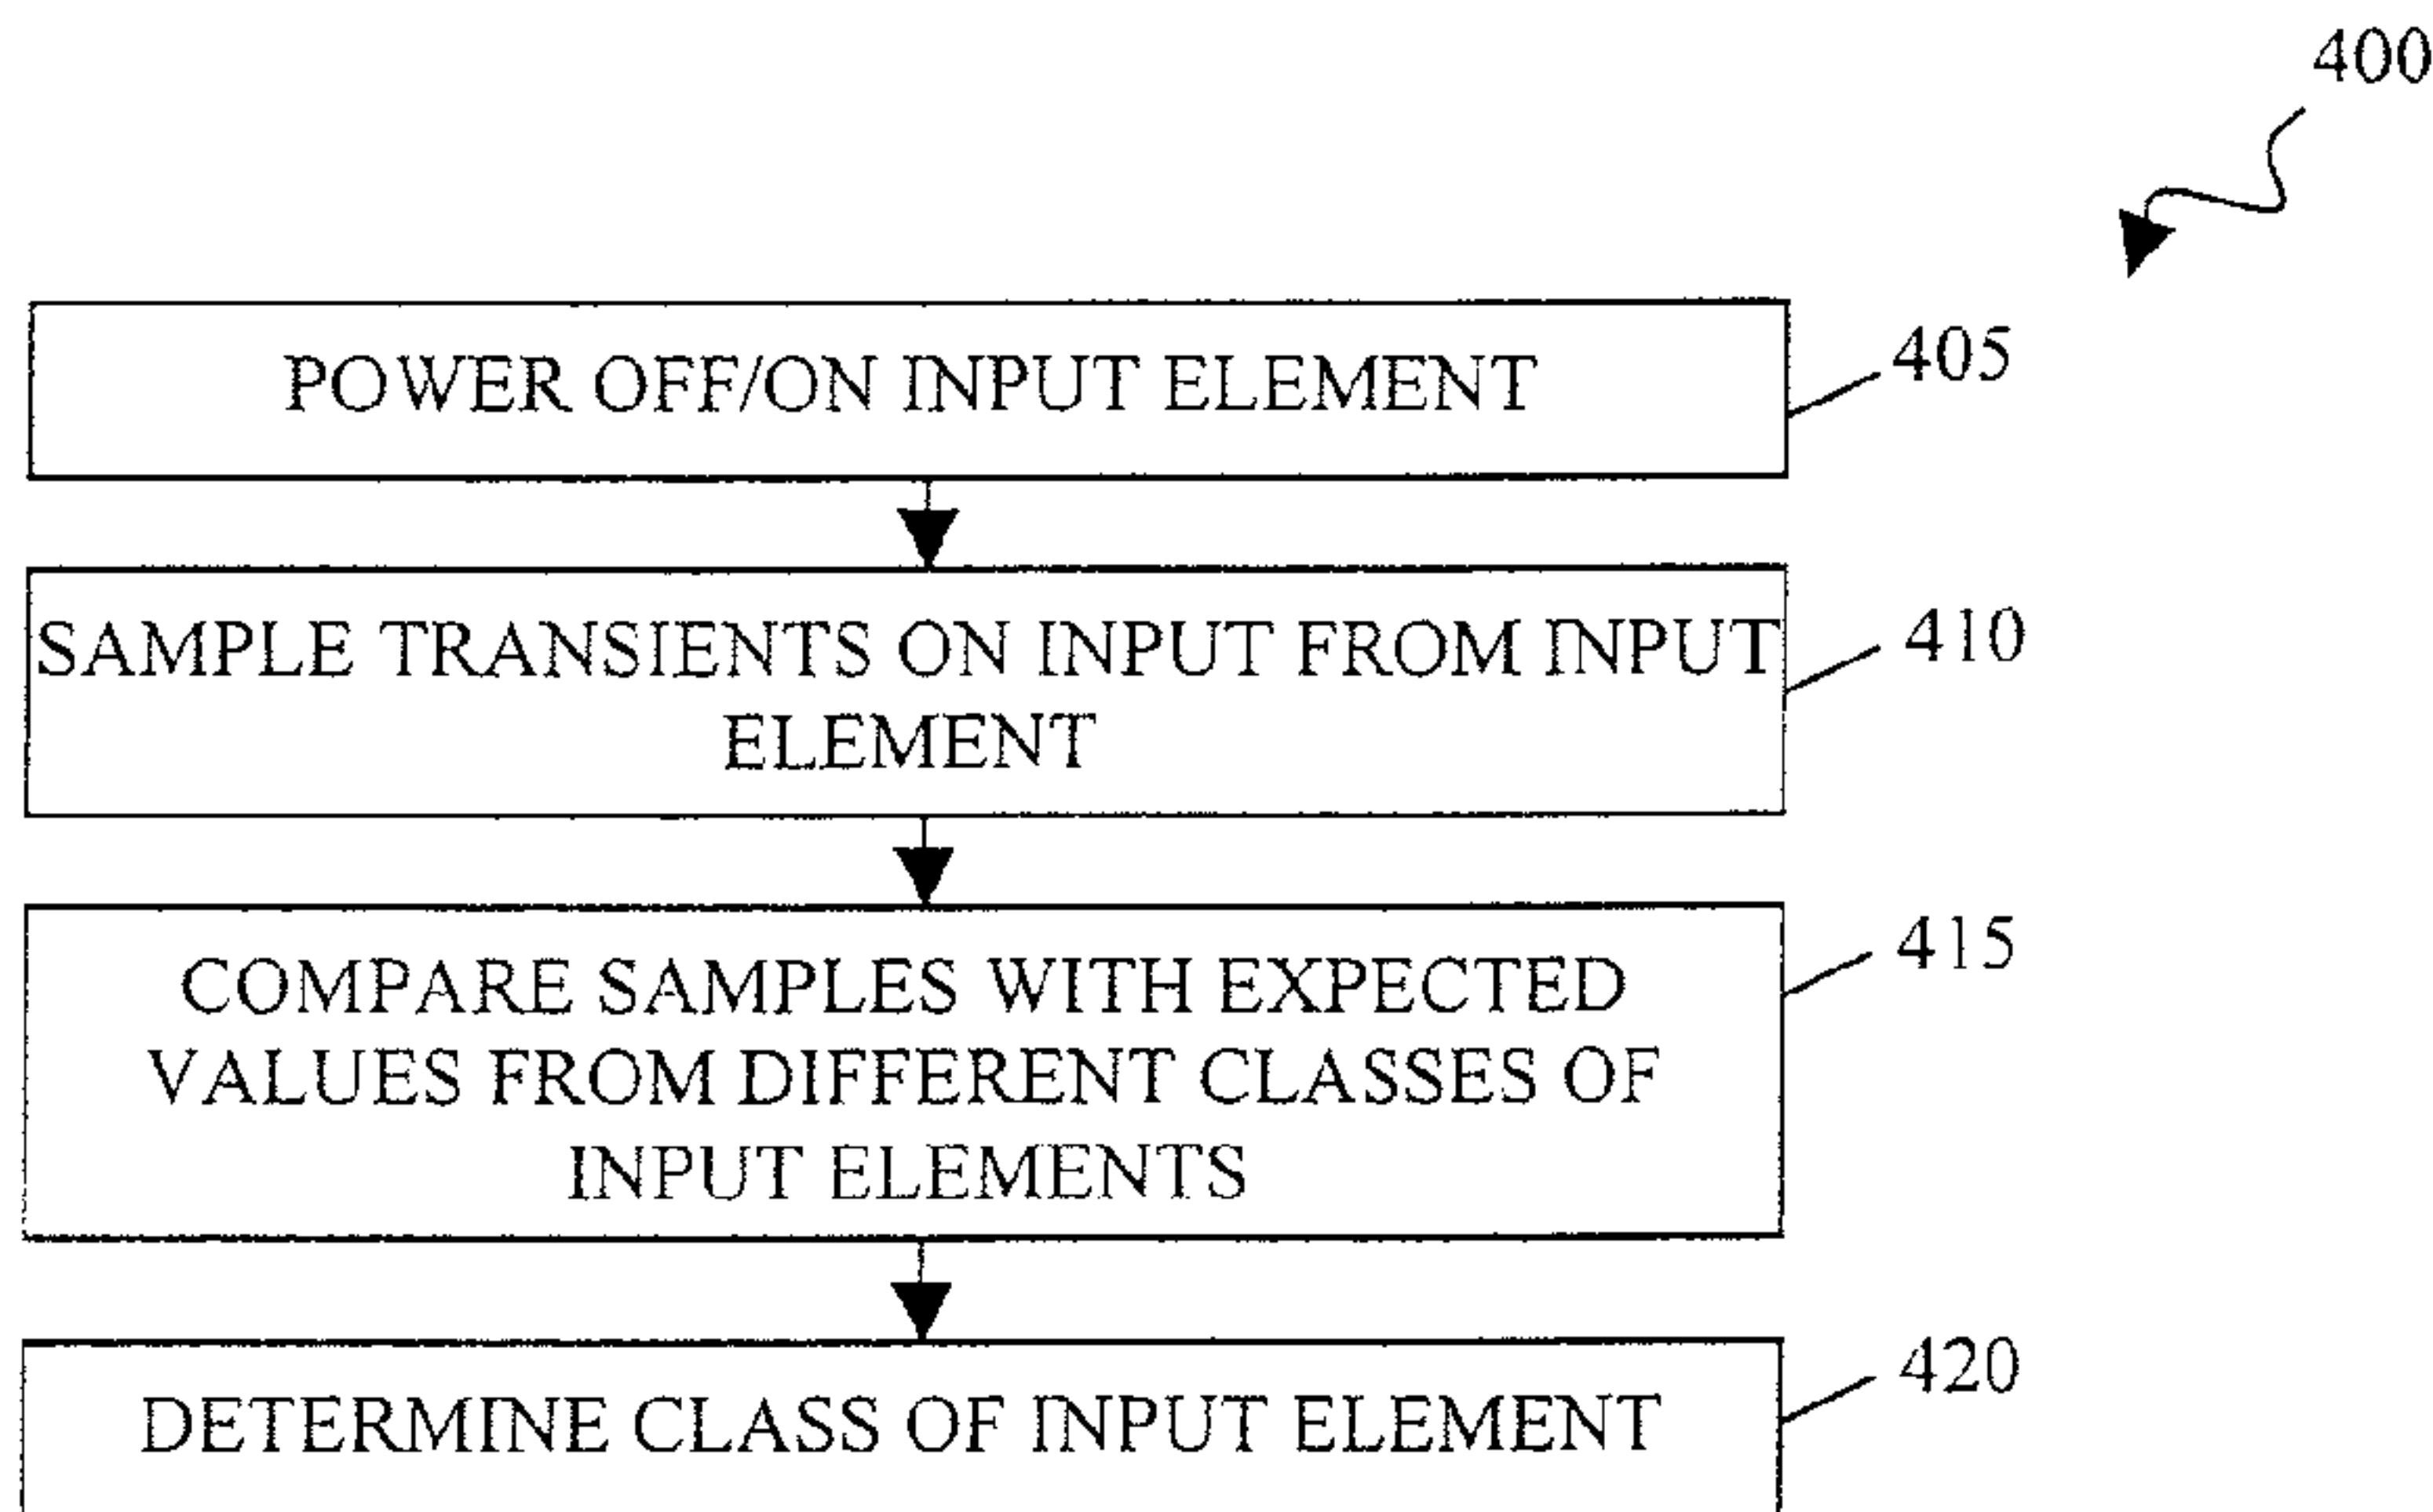 400
POWER OFF/ON INPUT ELEMENT
405
SAMPLE TRANSIENTS ON INPUT FROM INPUT
ELEMENT
410
COMPARE SAMPLES WITH EXPECTED
VALUES FROM DIFFERENT CLASSES OF
INPUT ELEMENTS
415
DETERMINE CLASS OF INPUT ELEMENT
420